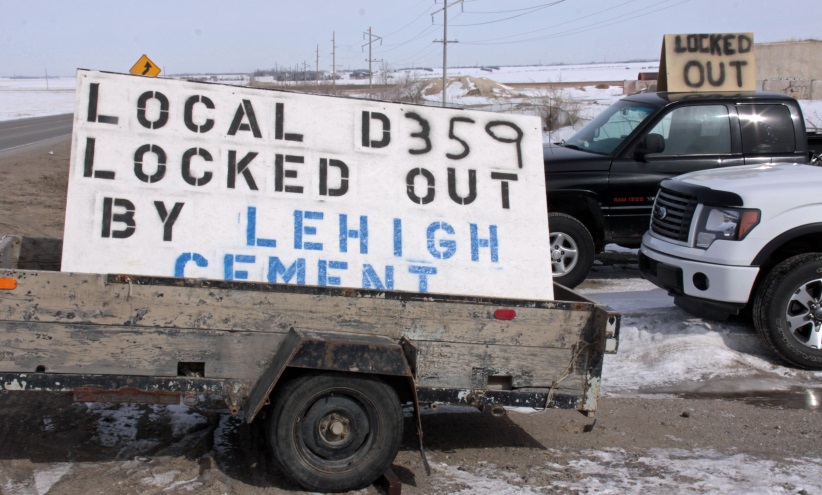 LOCAL D359
LOCKED OUT
BY LEHIGH
CEMENT
LOCKED
OUT